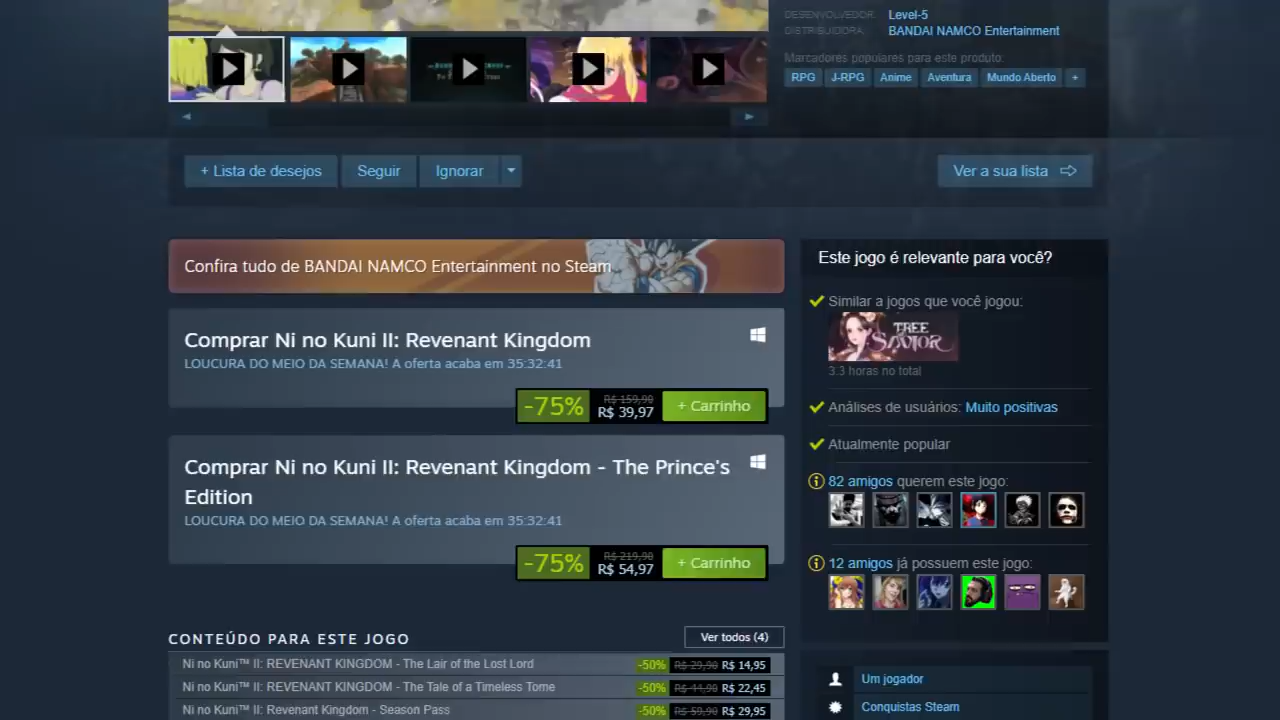 DESENVOLVEDOR: Level-5
DISTRIBUIDORA: BANDAI NAMCO Entertainment
Marcadores populares para este produto:
RPG J-RPG Anime Aventura Mundo Aberto +
+ Lista de desejos Seguir Ignorar Ver a sua lista
Confira tudo de BANDAI NAMCO Entertainment no Steam
Comprar Ni no Kuni II: Revenant Kingdom
LOUCURA DO MEIO DA SEMANA! A oferta acaba em 35:32:41
-75% R$ 159,90 R$ 39,97 + Carrinho
Comprar Ni no Kuni II: Revenant Kingdom - The Prince's
Edition
LOUCURA DO MEIO DA SEMANA! A oferta acaba em 35:32:41
-75% R$ 219,90 R$ 54,97 + Carrinho
CONTEÚDO PARA ESTE JOGO Ver todos (4)
Ni no Kuni™ II: REVENANT KINGDOM - The Lair of the Lost Lord -50% R$ 29,90 R$ 14,95
Ni no Kuni™ II: REVENANT KINGDOM - The Tale of a Timeless Tome -50% R$ 44,90 R$ 22,45
Ni no Kuni™ II: Revenant Kingdom - Season Pass -50% R$ 59,90 R$ 29,95
Este jogo é relevante para você?
Similar a jogos que você jogou:
TREE
SAVIOR
3.3 horas no total
Análises de usuários: Muito positivas
Atualmente popular
82 amigos querem este jogo:
12 amigos já possuem este jogo:
Um jogador
Conquistas Steam